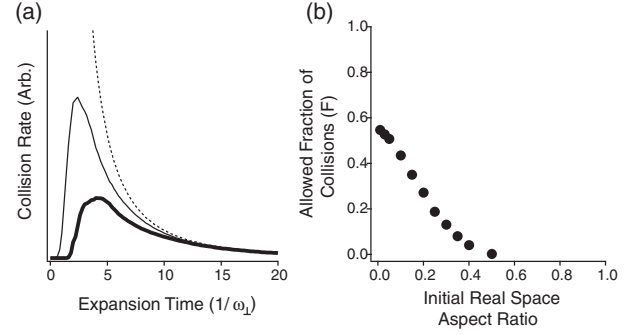 (a)
Collision Rate (Arb.)
0
5
10
15
20
Expansion Time (1/ω⊥)
(b)
Allowed Fraction of
Collisions (F)
1.0
0.8
0.6
0.4
0.2
0.0
0.0
0.2
0.4
0.6
0.8
1.0
Initial Real Space
Aspect Ratio